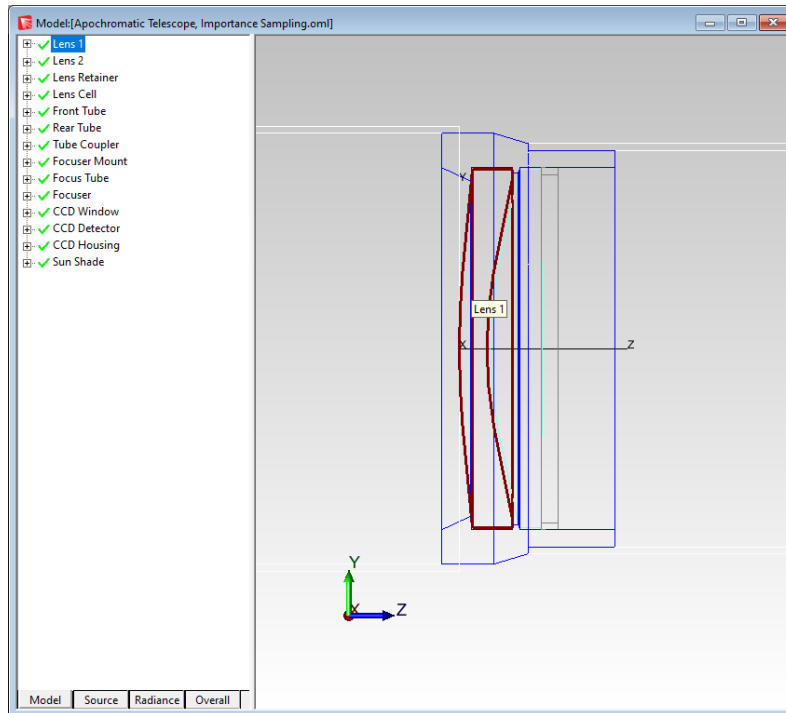 Model:[Apochromatic Telescope, Importance Sampling.oml]
Lens 1
Lens 2
Lens Retainer
Lens Cell
Front Tube
Rear Tube
Tube Coupler
Focuser Mount
Focus Tube
Focuser
CCD Window
CCD Detector
CCD Housing
Sun Shade
Y
Lens 1
X
Z
Y
X
Z
Model
Source
Radiance
Overall